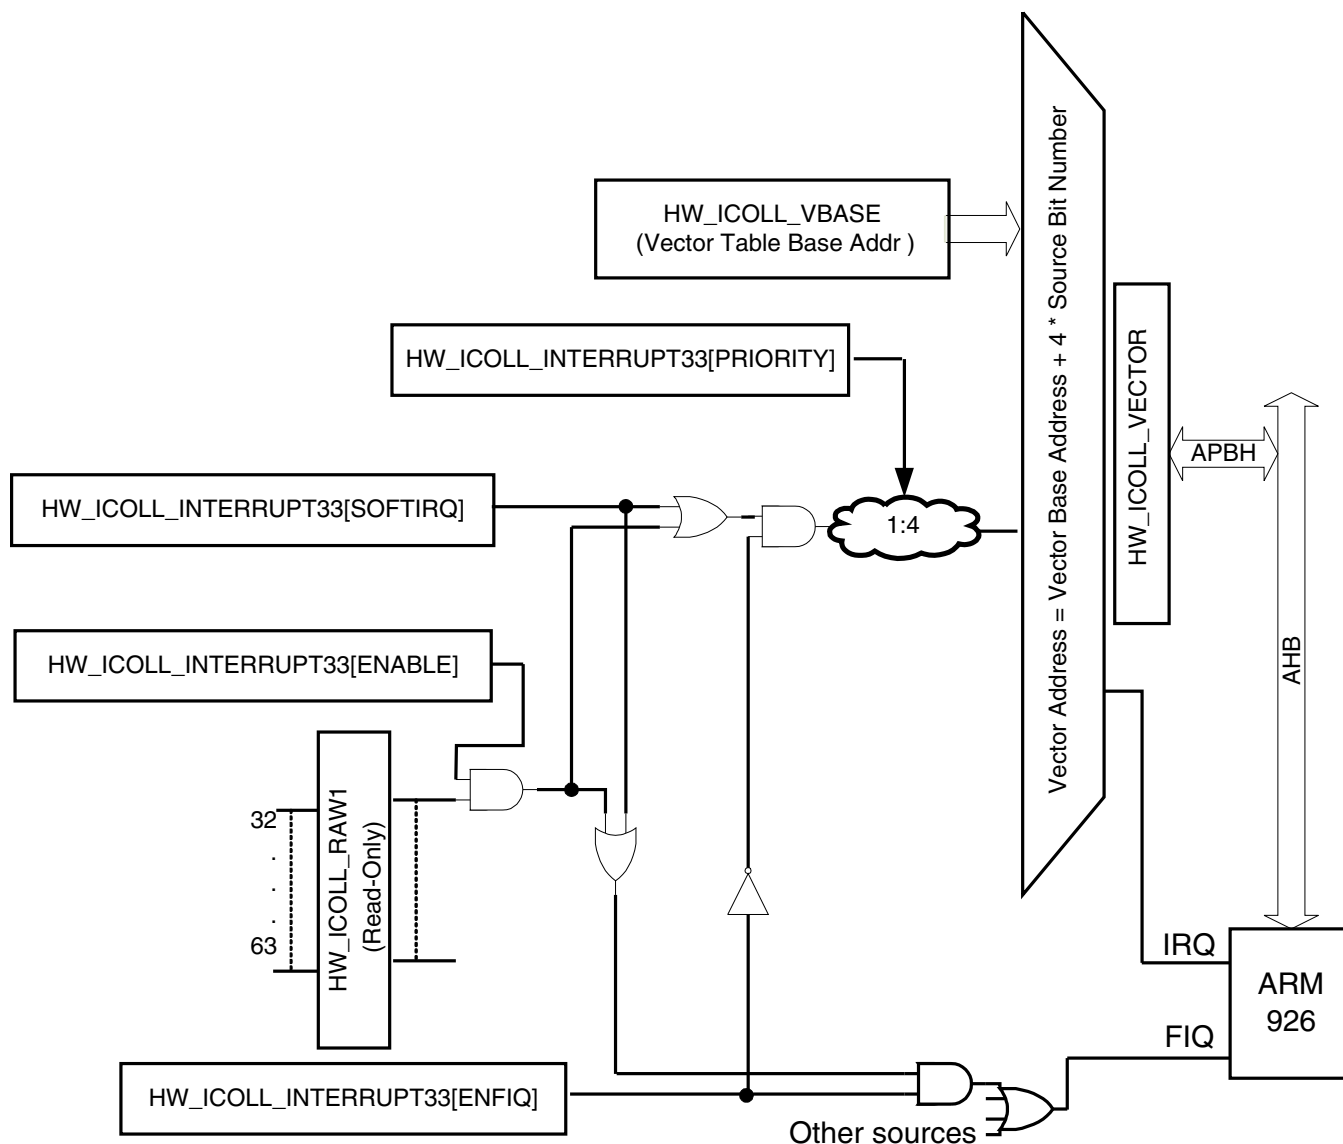 Vector Address = Vector Base Address + 4 * Source Bit Number
HW_ICOLL_VBASE
(Vector Table Base Addr )
HW_ICOLL_INTERRUPT33[PRIORITY]
HW_ICOLL_VECTOR
APBH
AHB
HW_ICOLL_INTERRUPT33[SOFTIRQ]
1:4
HW_ICOLL_INTERRUPT33[ENABLE]
32
.
.
.
63
HW_ICOLL_RAW1
(Read-Only)
IRQ
FIQ
ARM
926
HW_ICOLL_INTERRUPT33[ENFIQ]
Other sources